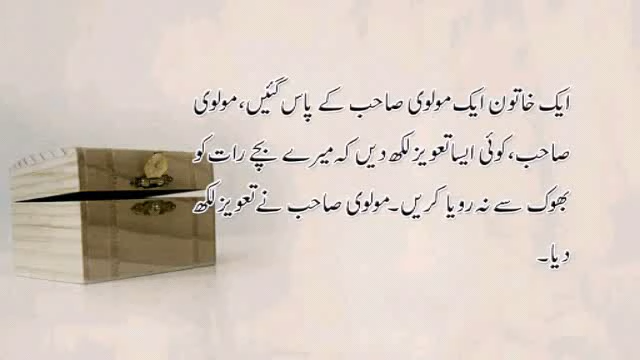 ایک خاتون ایک مولوی صاحب کے پاس گئیں، مولوی
صاحب، کوئی ایسا تعویز لکھ دیں کہ میرے بچے رات کو
بھوک سے نہ رویا کریں۔ مولوی صاحب نے تعویز لکھ
دیا۔